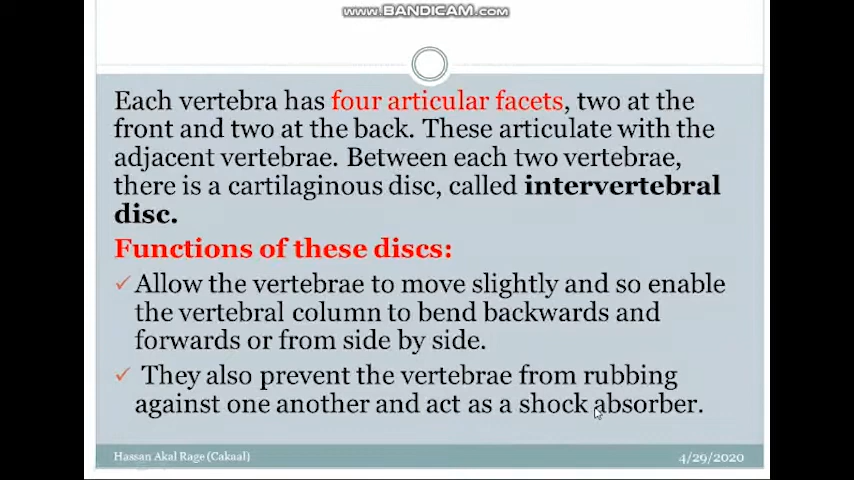 www.BANDICAM.com
Each vertebra has four articular facets, two at the
front and two at the back. These articulate with the
adjacent vertebrae. Between each two vertebrae,
there is a cartilaginous disc, called intervertebral
disc.
Functions of these discs:
✓ Allow the vertebrae to move slightly and so enable
the vertebral column to bend backwards and
forwards or from side by side.
✓ They also prevent the vertebrae from rubbing
against one another and act as a shock absorber.
Hassan Akal Rage (Cakaal)
4/29/2020